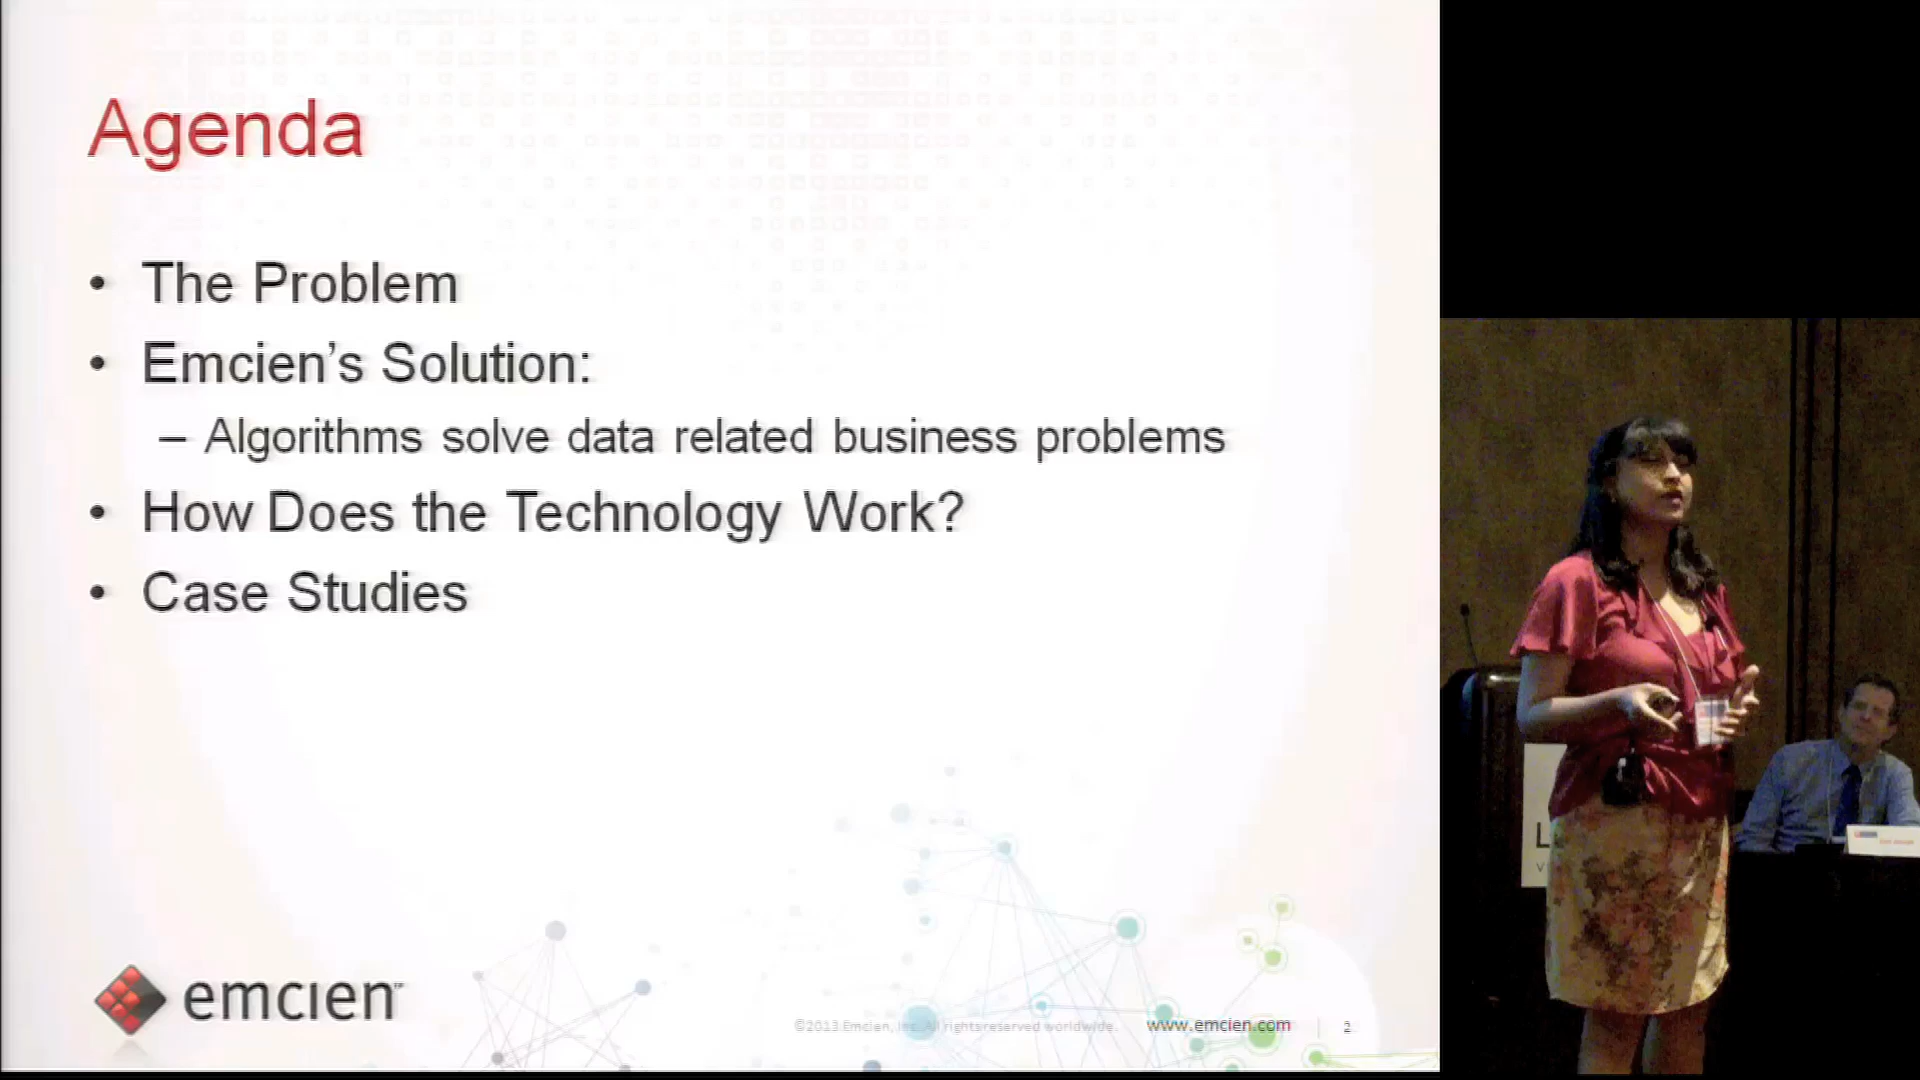 Agenda
• The Problem
• Emcien's Solution:
– Algorithms solve data related business problems
• How Does the Technology Work?
• Case Studies
emcien™
©2013 Emcien, Inc. All rights reserved worldwide. www.emcien.com | 2
L
V